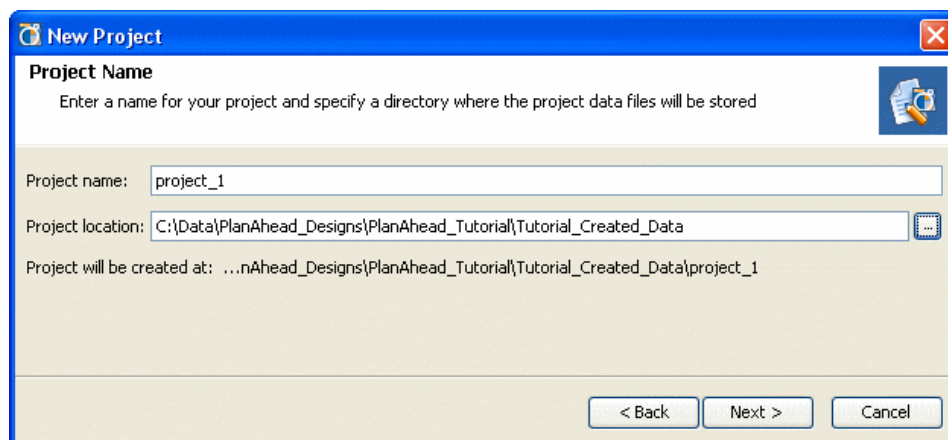 New Project
Project Name
Enter a name for your project and specify a directory where the project data files will be stored
Project name: project_1
Project location: C:\Data\PlanAhead_Designs\PlanAhead_Tutorial\Tutorial_Created_Data ...
Project will be created at: ...nAhead_Designs\PlanAhead_Tutorial\Tutorial_Created_Data\project_1
< Back Next > Cancel